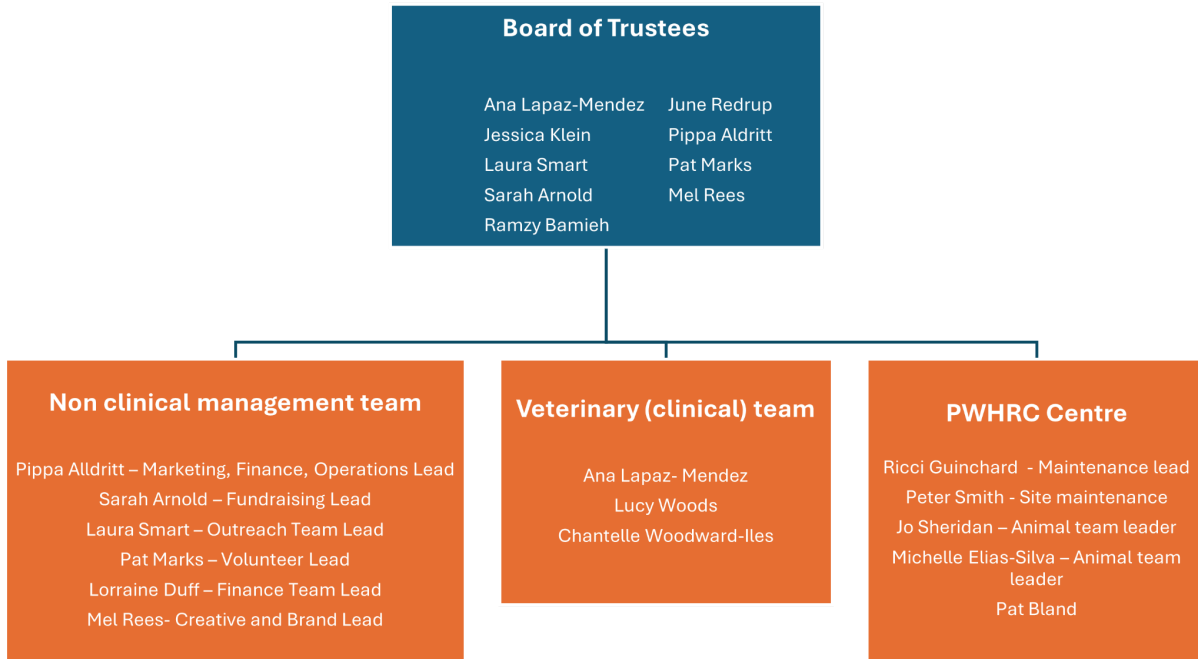 Board of Trustees
Ana Lapaz-Mendez
Jessica Klein
Laura Smart
Sarah Arnold
Ramzy Bamieh
June Redrup
Pippa Aldritt
Pat Marks
Mel Rees
Non clinical management team
Pippa Alldritt – Marketing, Finance, Operations Lead
Sarah Arnold – Fundraising Lead
Laura Smart – Outreach Team Lead
Pat Marks – Volunteer Lead
Lorraine Duff – Finance Team Lead
Mel Rees- Creative and Brand Lead
Veterinary (clinical) team
Ana Lapaz- Mendez
Lucy Woods
Chantelle Woodward-Iles
PWHRC Centre
Ricci Guinchard  - Maintenance lead
Peter Smith - Site maintenance
Jo Sheridan – Animal team leader
Michelle Elias-Silva – Animal team
leader
Pat Bland